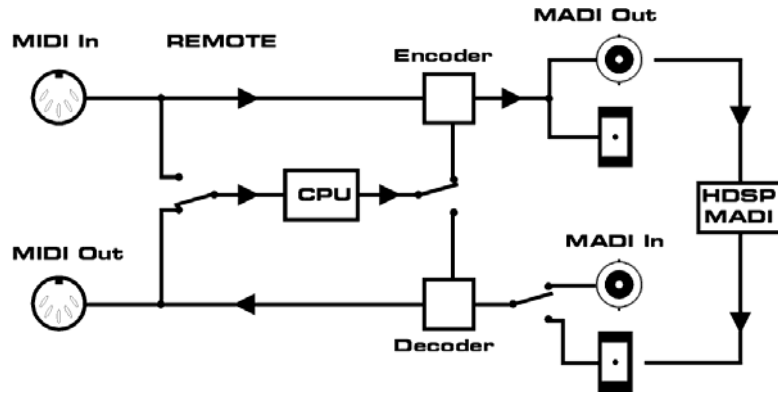 MADI Out
MIDI In
REMOTE
Encoder
CPU
HDSP
MADI
MIDI Out
MADI In
Decoder